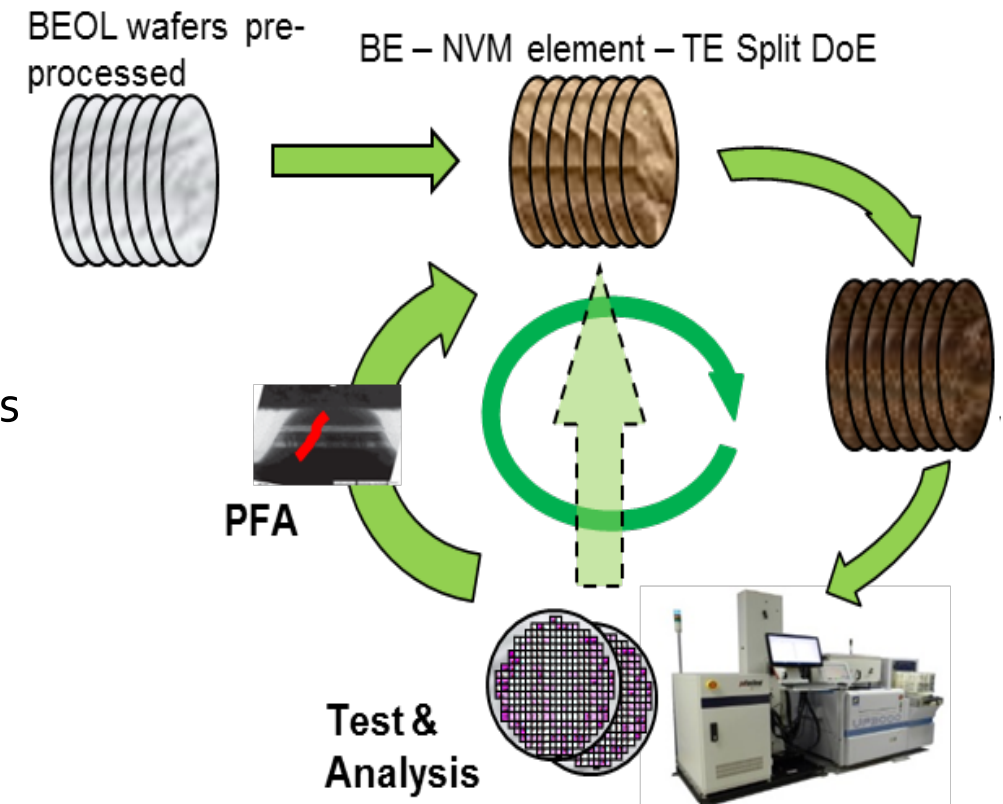 BEOL wafers pre-
processed
BE – NVM element – TE Split DoE
s
PFA
Test &
Analysis